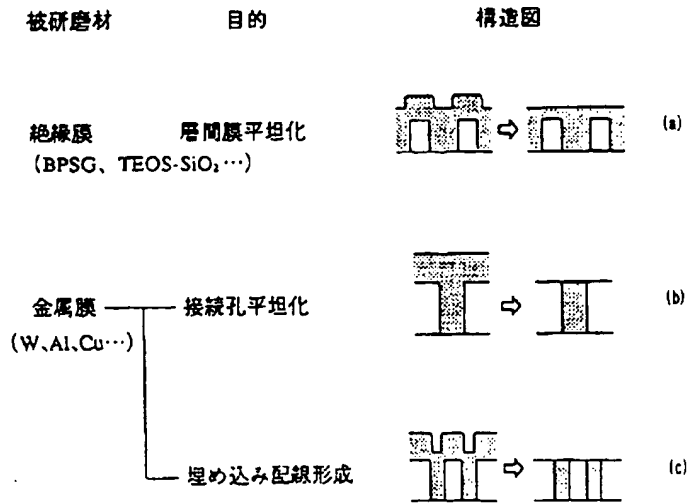 被研磨材 目的 構造図
絶縁膜 層間膜平坦化 (a)
(BPSG、TEOS-SiO₂…)
金属膜 接続孔平坦化 (b)
(W、Al、Cu…)
埋め込み配線形成 (c)